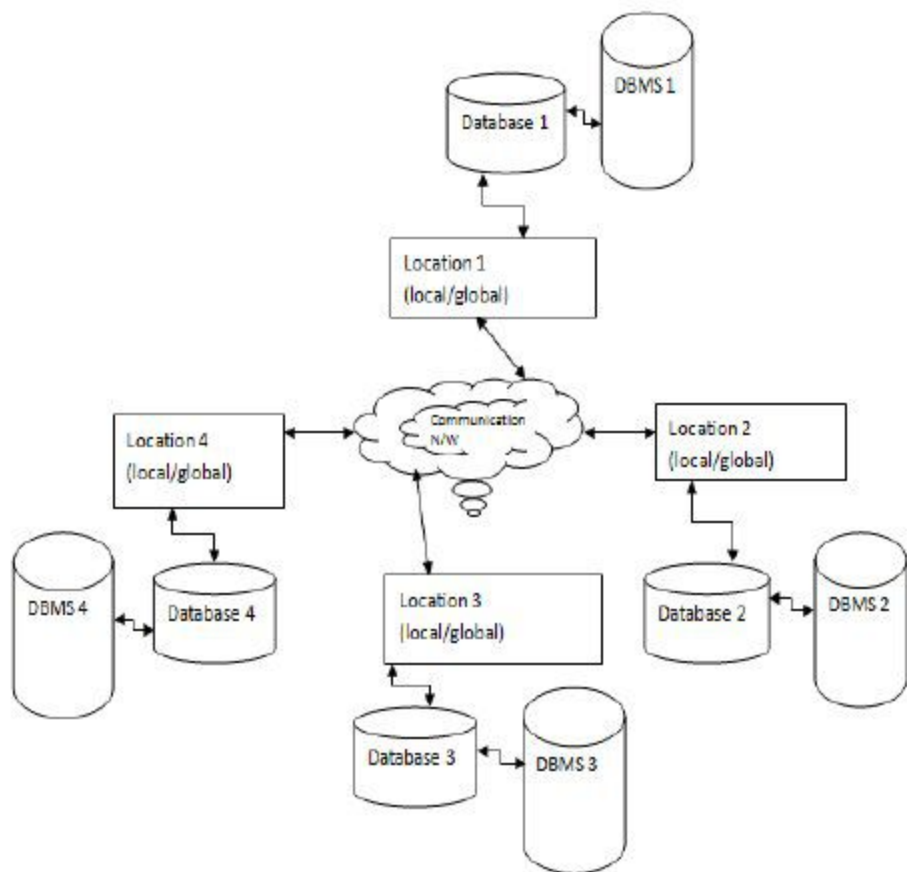 DBMS 1
Database 1
Location 1
(local/global)
Communication
N/W
Location 4
(local/global)
Location 2
(local/global)
DBMS 4
Database 4
Location 3
(local/global)
Database 2
DBMS 2
Database 3
DBMS 3